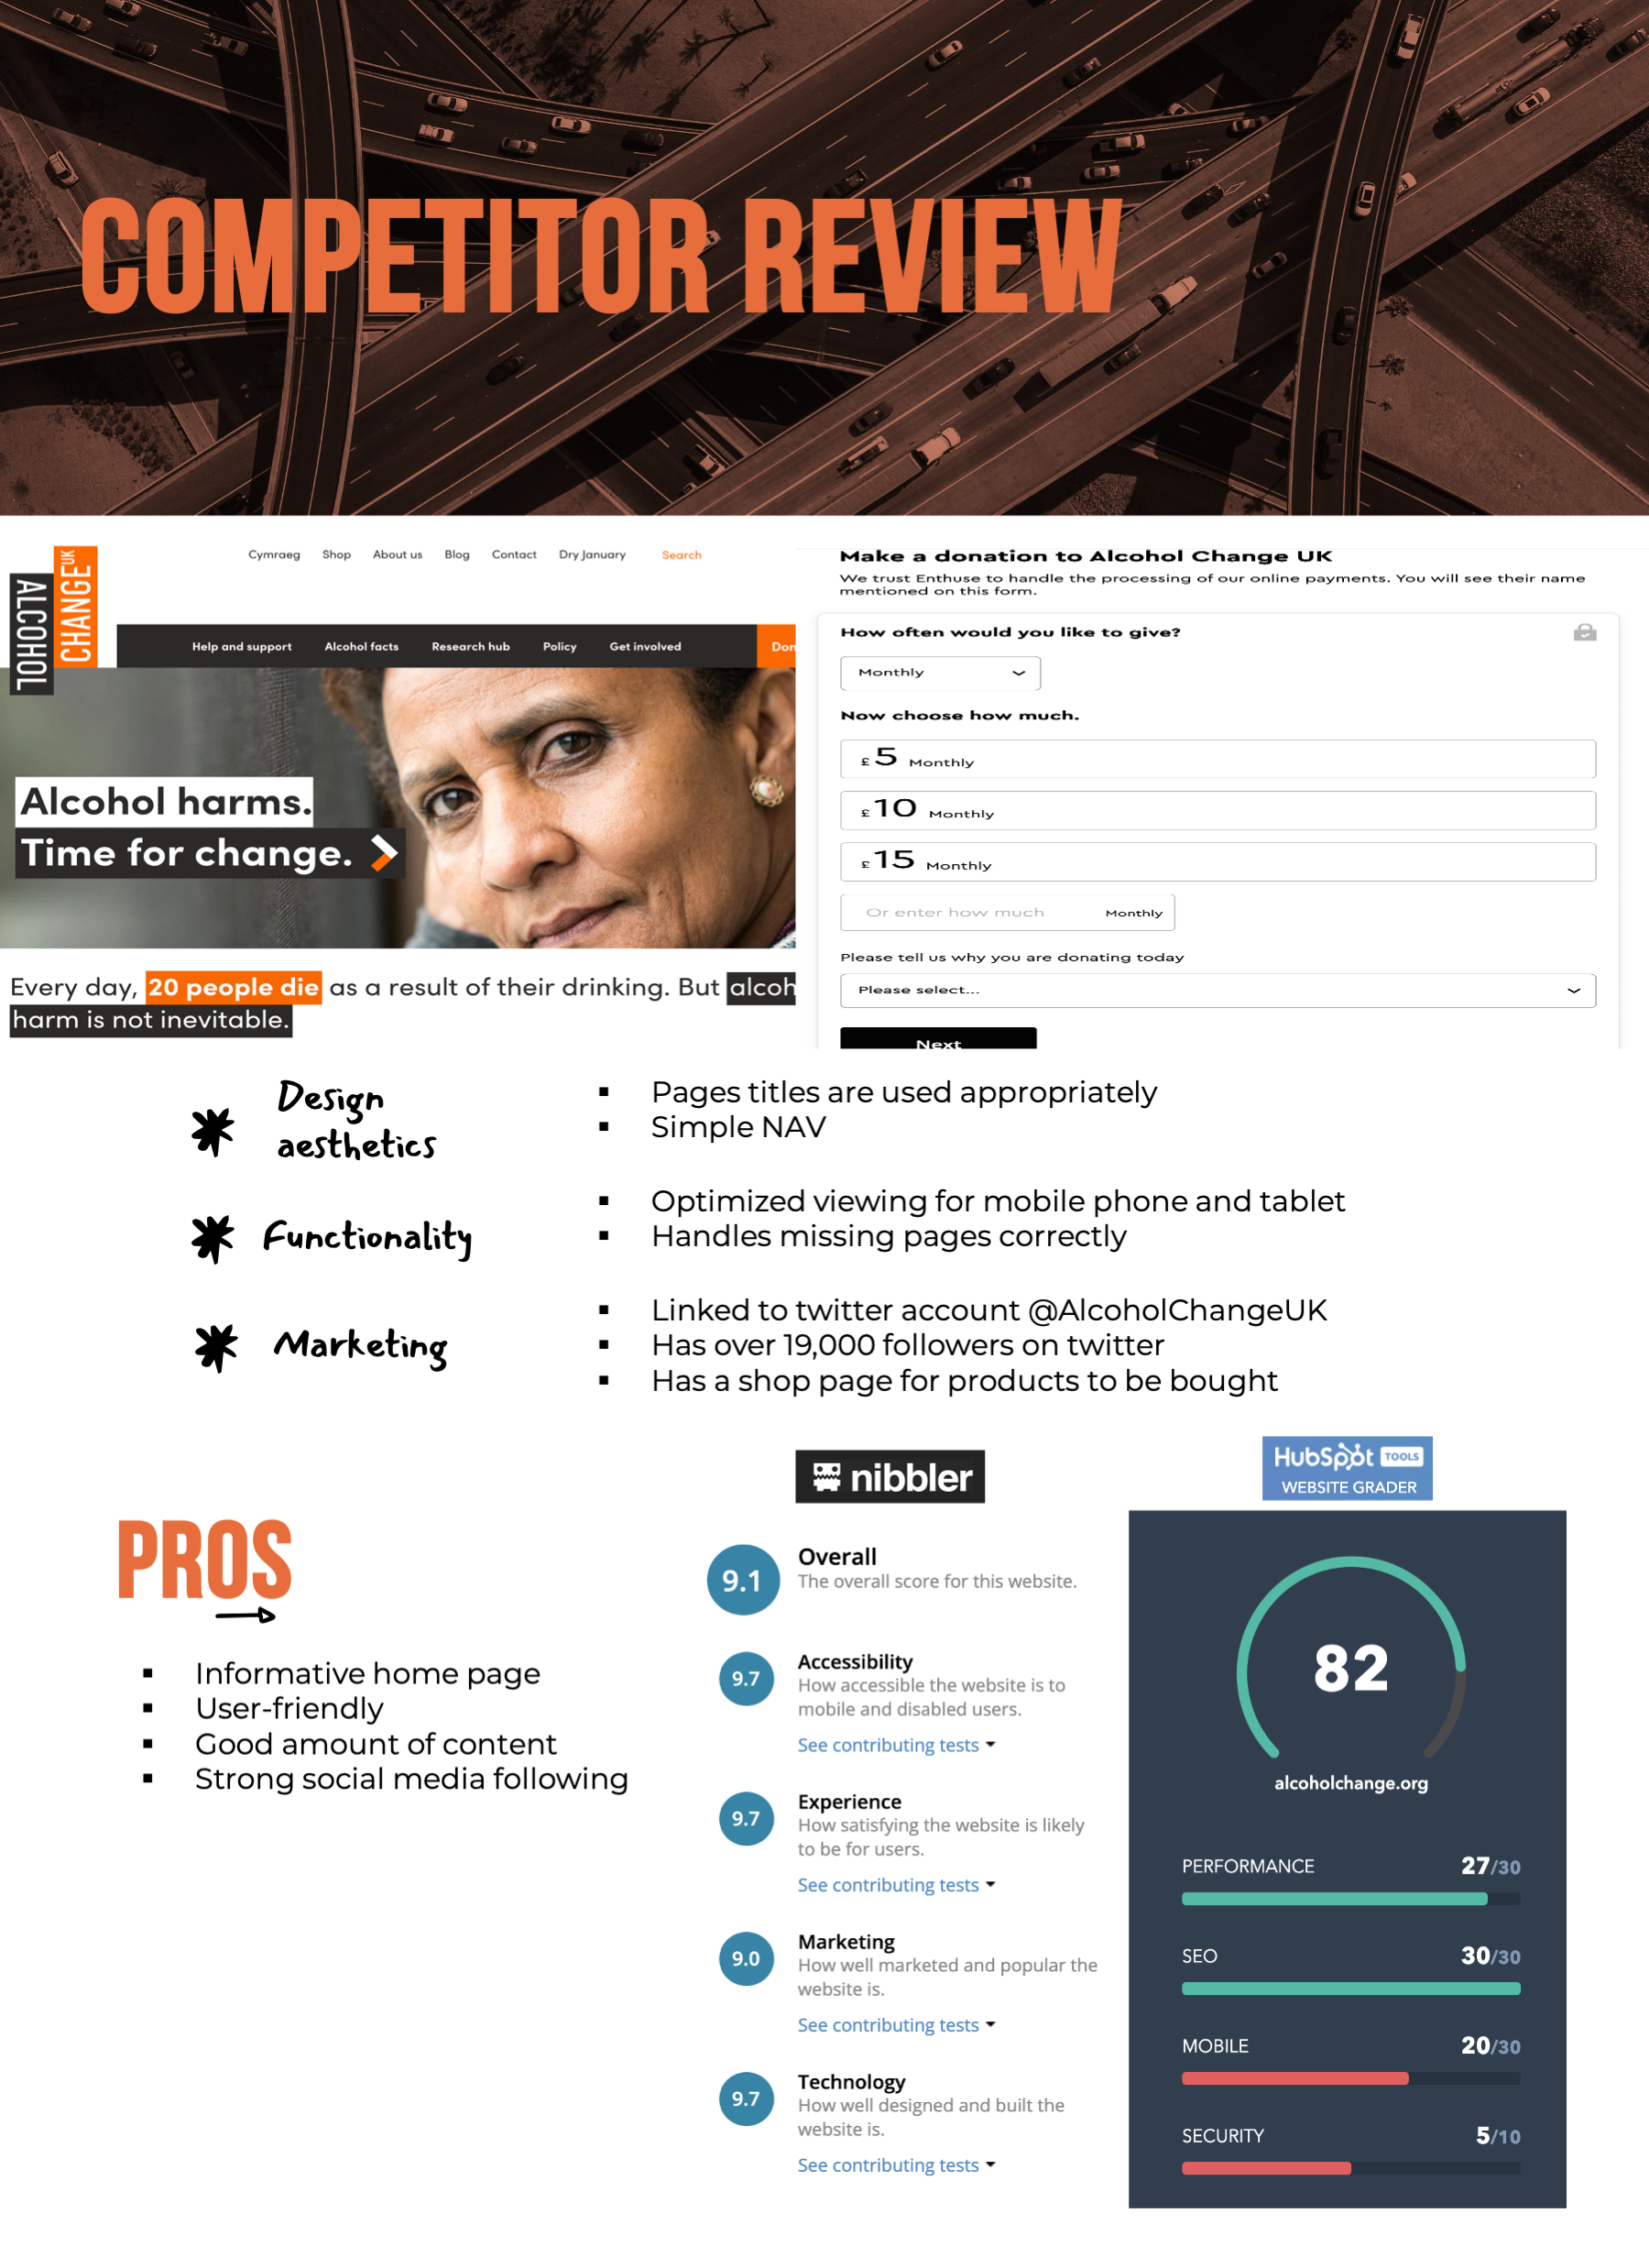 COMPETITOR REVIEW
ALCOHOL
CHANGE UK
Cymraeg Shop About us Blog Contact Dry January Search
Help and support Alcohol facts Research hub Policy Get involved Don
Alcohol harms.
Time for change.
Every day, 20 people die as a result of their drinking. But alcoh
harm is not inevitable.
Make a donation to Alcohol Change UK
We trust Enthuse to handle the processing of our online payments. You will see their name
mentioned on this form.
How often would you like to give?
Monthly
Now choose how much.
£ 5 Monthly
£ 10 Monthly
£ 15 Monthly
Or enter how much Monthly
Please tell us why you are donating today
Please select...
Next
Design
aesthetics
▪ Pages titles are used appropriately
▪ Simple NAV
Functionality
▪ Optimized viewing for mobile phone and tablet
▪ Handles missing pages correctly
Marketing
▪ Linked to twitter account @AlcoholChangeUK
▪ Has over 19,000 followers on twitter
▪ Has a shop page for products to be bought
PROS
▪ Informative home page
▪ User-friendly
▪ Good amount of content
▪ Strong social media following
nibbler
9.1 Overall
The overall score for this website.
9.7 Accessibility
How accessible the website is to
mobile and disabled users.
See contributing tests
9.7 Experience
How satisfying the website is likely
to be for users.
See contributing tests
9.0 Marketing
How well marketed and popular the
website is.
See contributing tests
9.7 Technology
How well designed and built the
website is.
See contributing tests
HubSpot TOOLS
WEBSITE GRADER
82
alcoholchange.org
PERFORMANCE 27/30
SEO 30/30
MOBILE 20/30
SECURITY 5/10